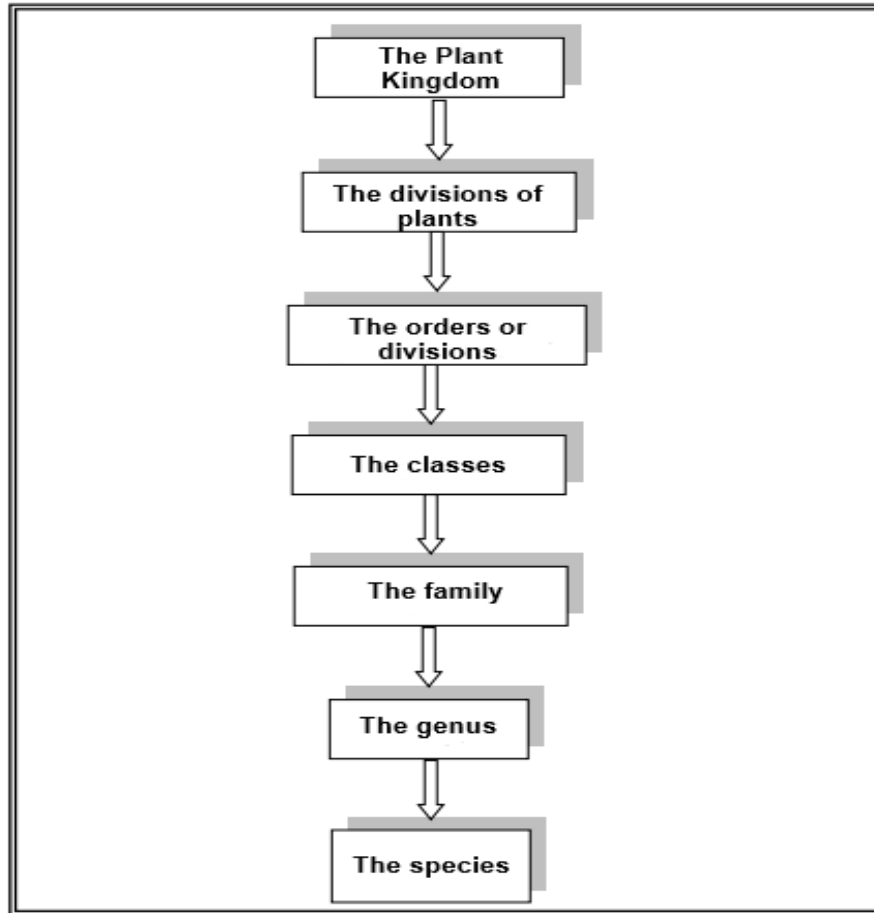 The Plant
Kingdom
The divisions of
plants
The orders or
divisions
The classes
The family
The genus
The species